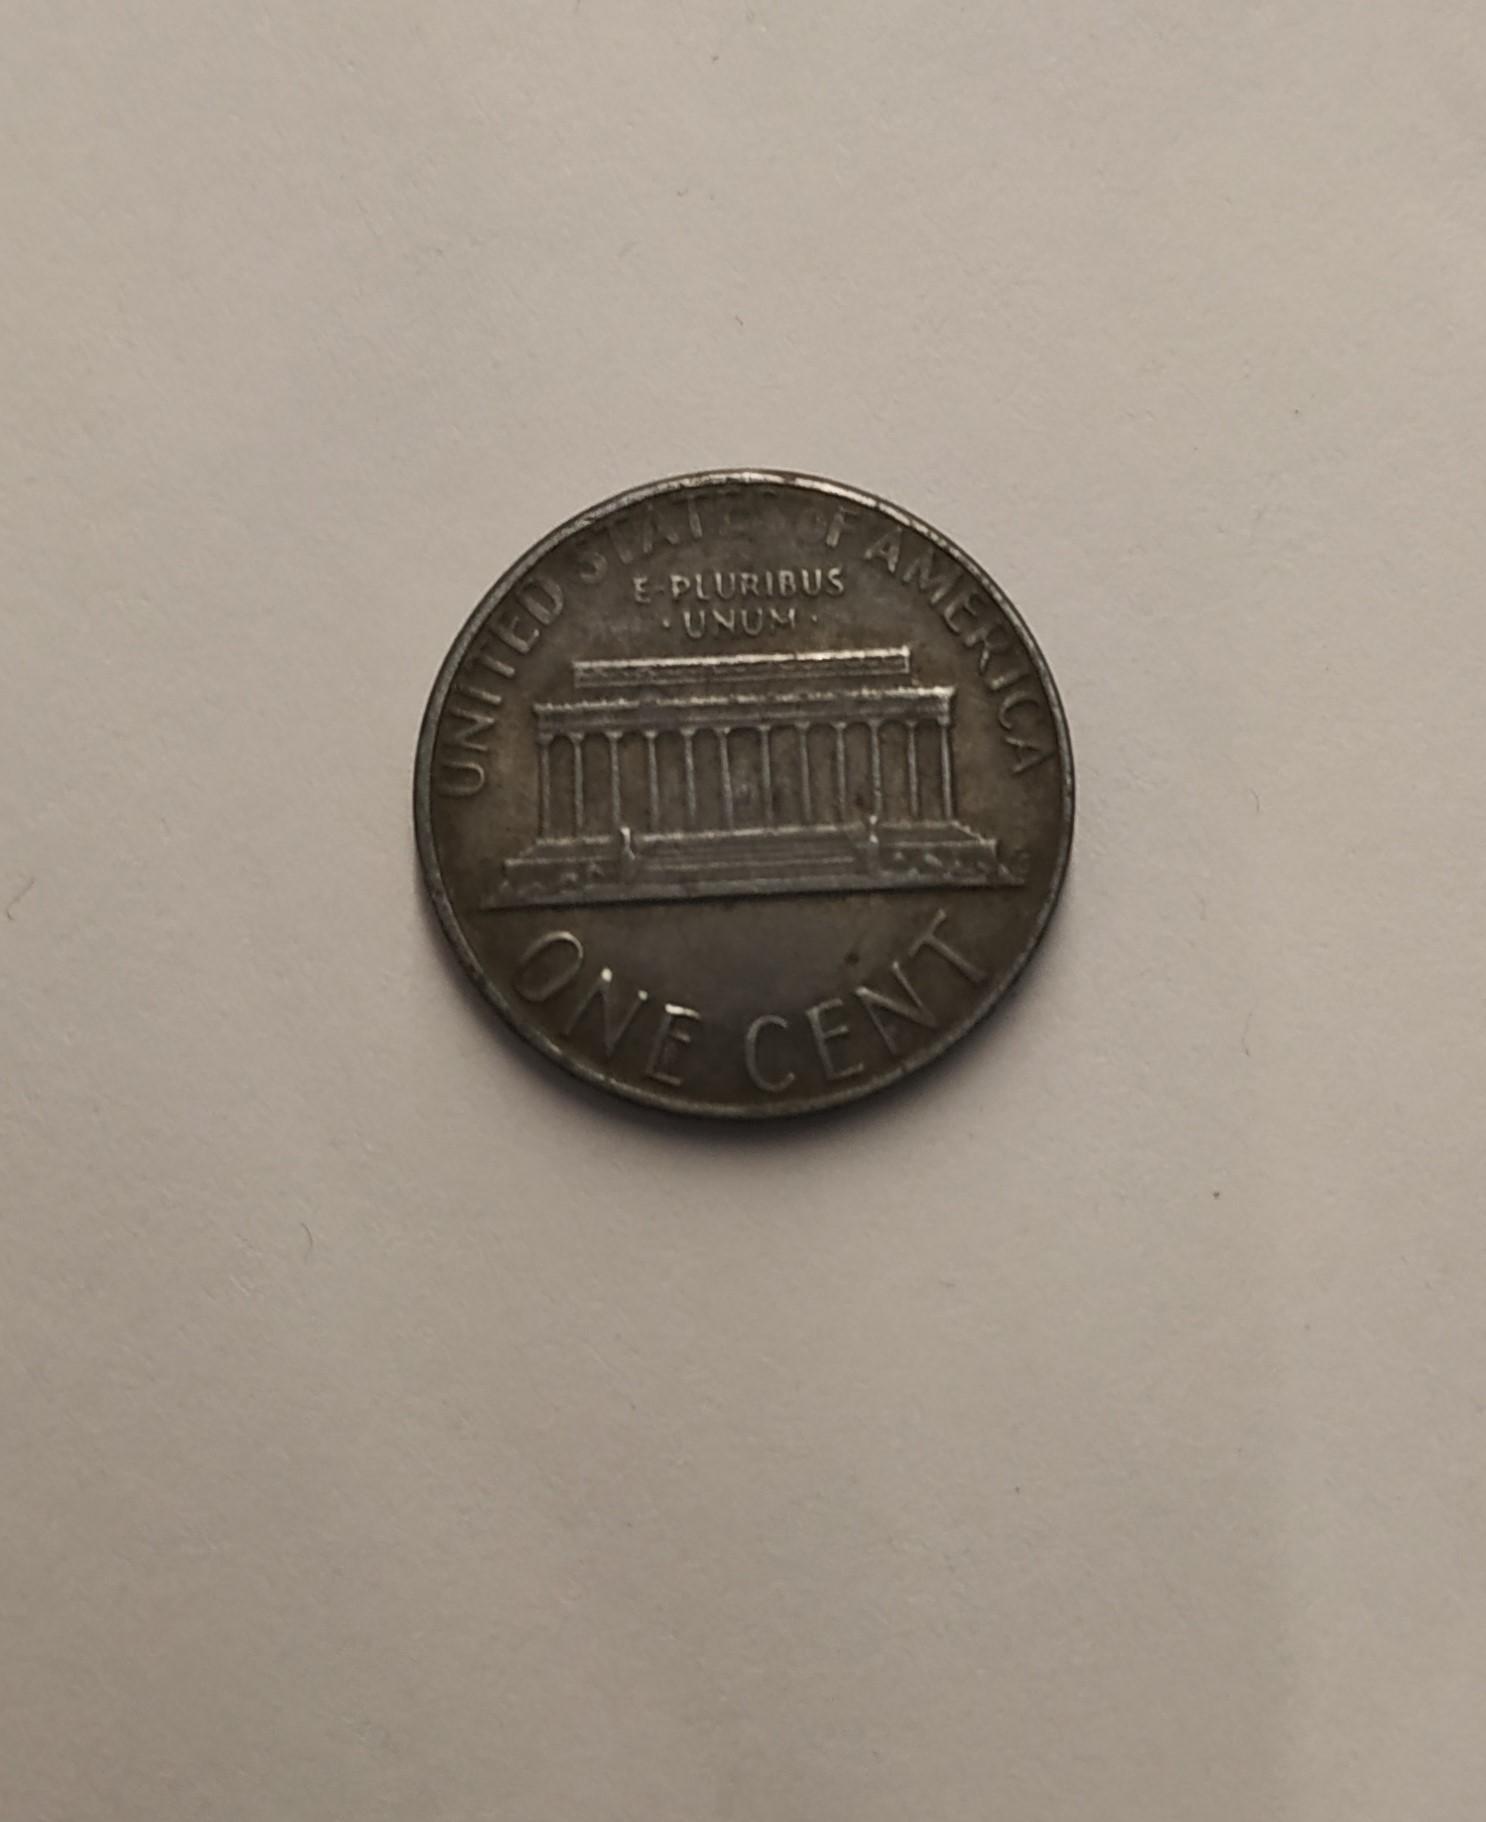 UNITED STATES OF AMERICA
E·PLURIBUS
·UNUM·
ONE CENT